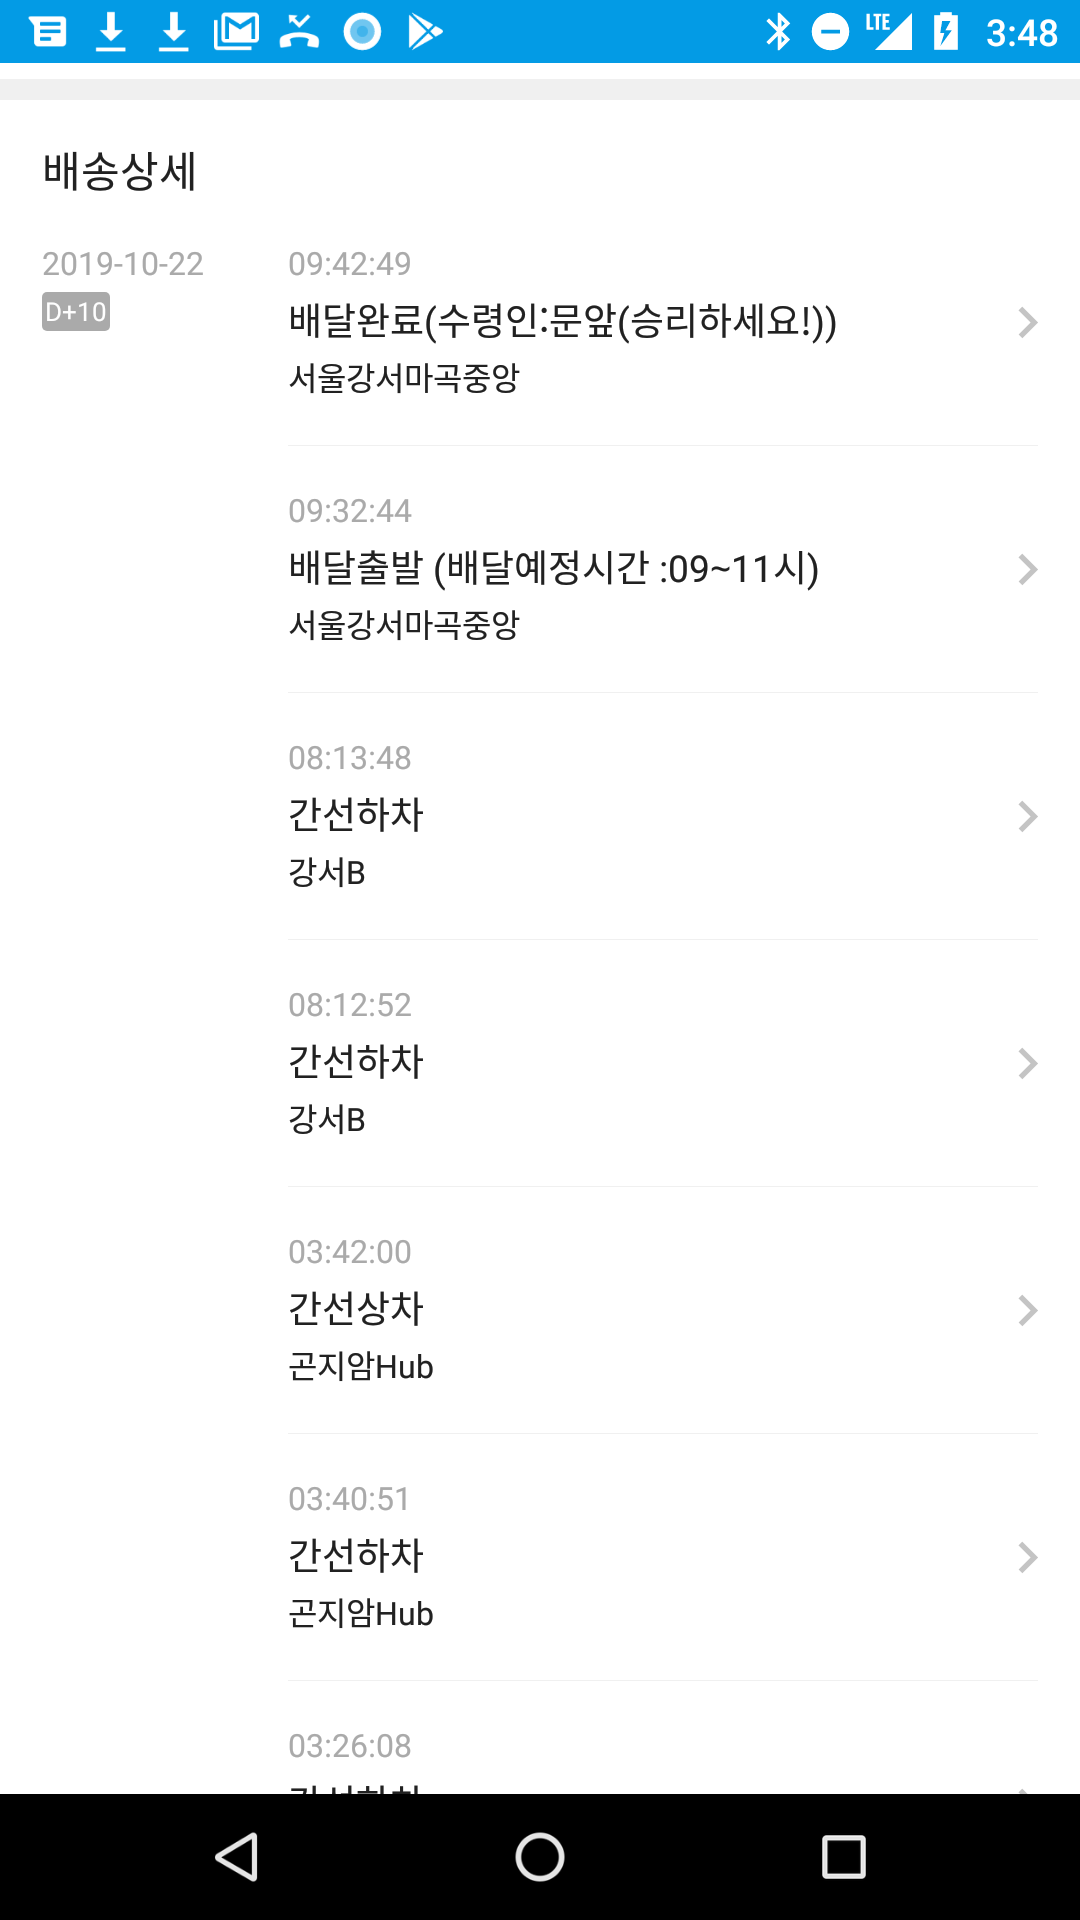 LTE 3:48
배송상세
2019-10-22
D+10
09:42:49
배달완료(수령인:문앞(승리하세요!))
서울강서마곡중앙
09:32:44
배달출발 (배달예정시간 :09~11시)
서울강서마곡중앙
08:13:48
간선하차
강서B
08:12:52
간선하차
강서B
03:42:00
간선상차
곤지암Hub
03:40:51
간선하차
곤지암Hub
03:26:08